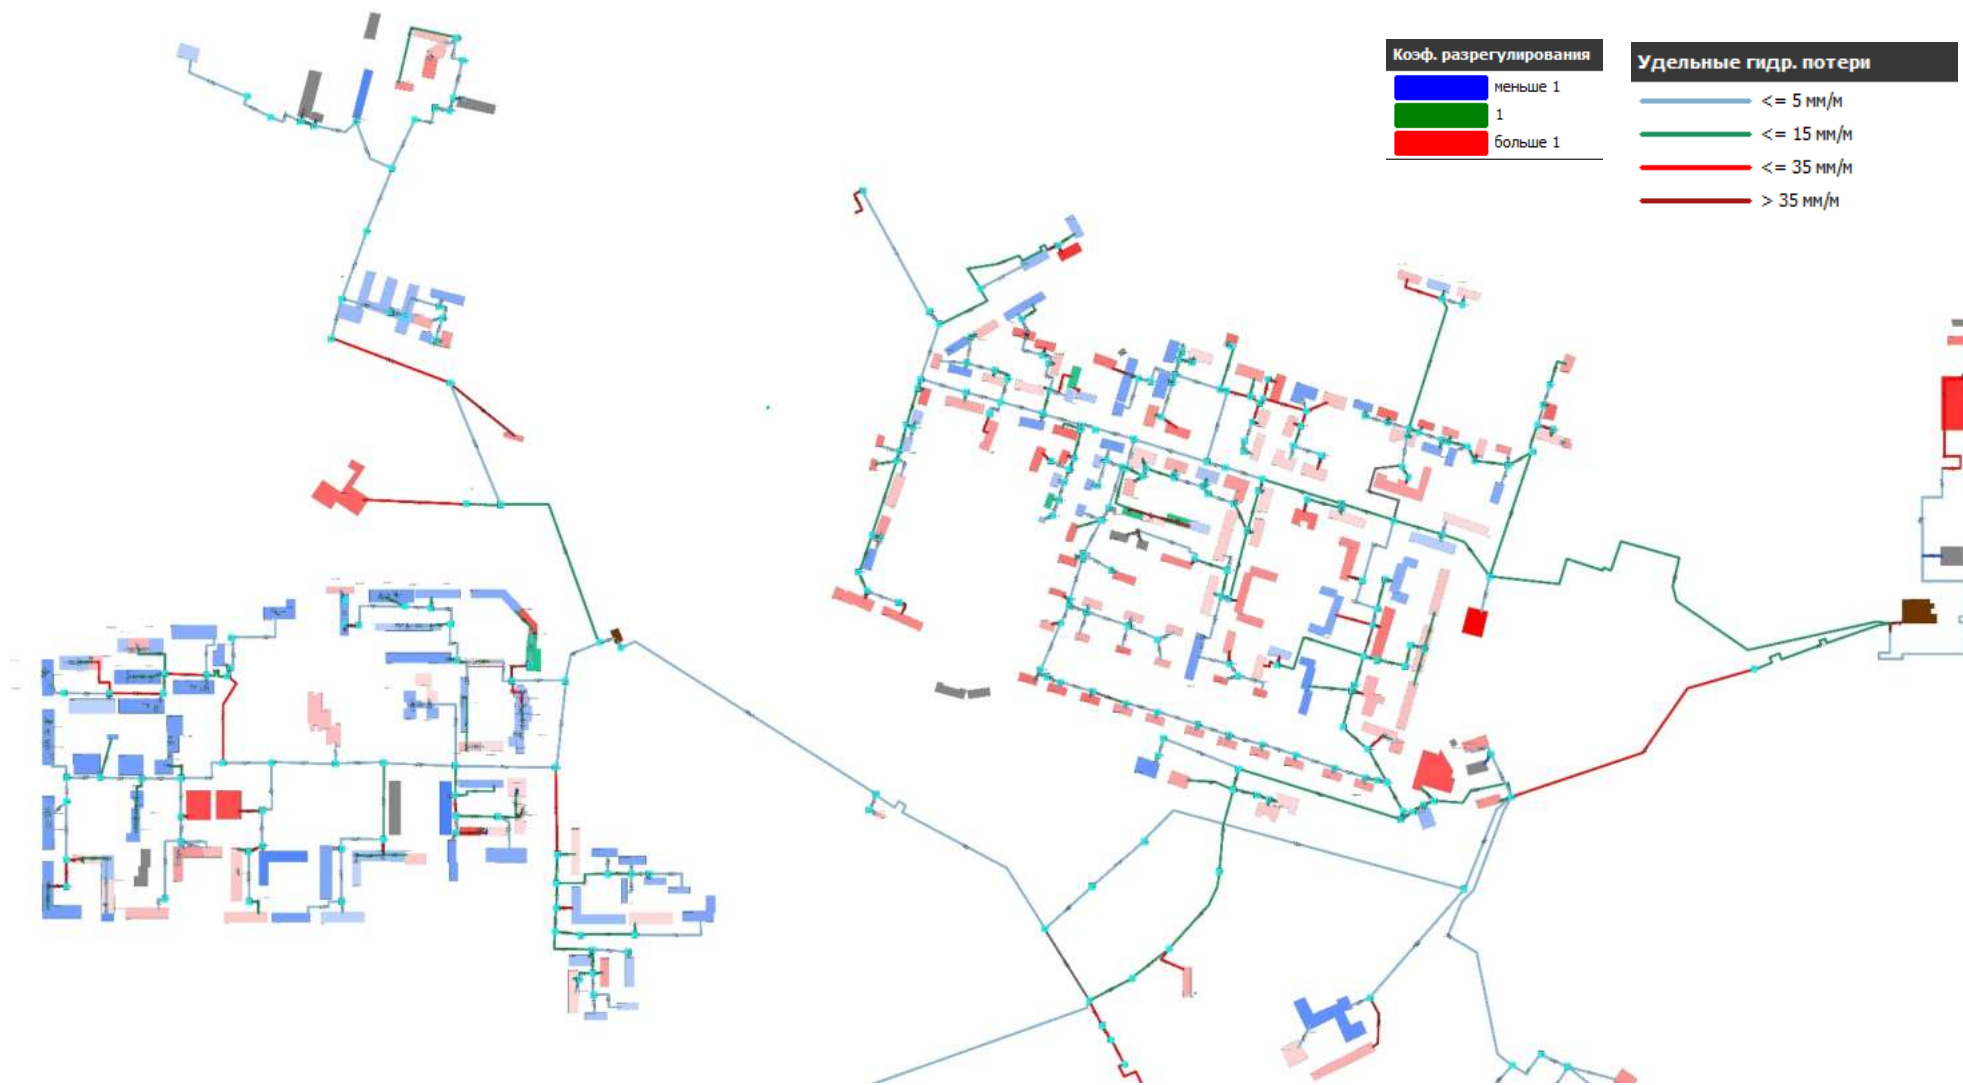 Коэф. разрегулирования
меньше 1
1
больше 1
Удельные гидр. потери
<= 5 мм/м
<= 15 мм/м
<= 35 мм/м
> 35 мм/м